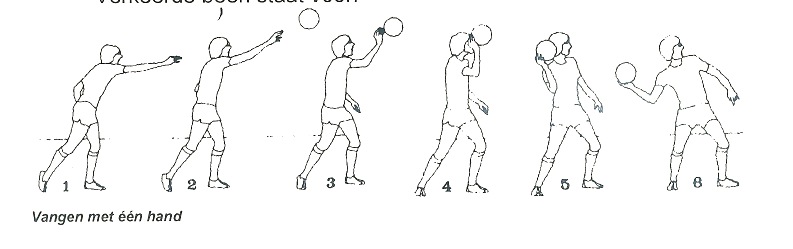 verkeerde been staat voor.
1 2 3 4 5 6
Vangen met één hand